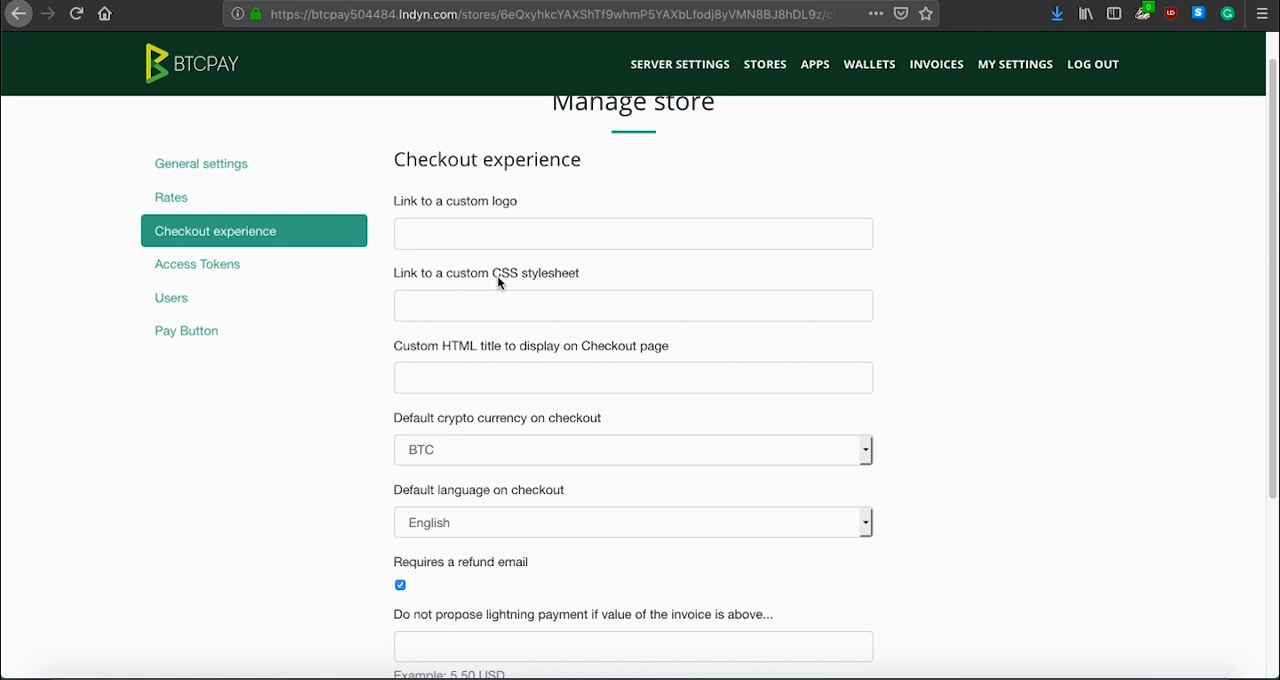 https://btcpay504484.lndyn.com/stores/6eQxyhkcYAXShTf9whmP5YAXbLfodj8yVMN8BJ8hDL9z/
0
UD
S
BTCPAY
SERVER SETTINGS STORES APPS WALLETS INVOICES MY SETTINGS LOG OUT
Manage store
General settings
Rates
Checkout experience
Access Tokens
Users
Pay Button
Checkout experience
Link to a custom logo
Link to a custom CSS stylesheet
Custom HTML title to display on Checkout page
Default crypto currency on checkout
BTC
Default language on checkout
English
Requires a refund email
Do not propose lightning payment if value of the invoice is above...
Example: 5.50 USD